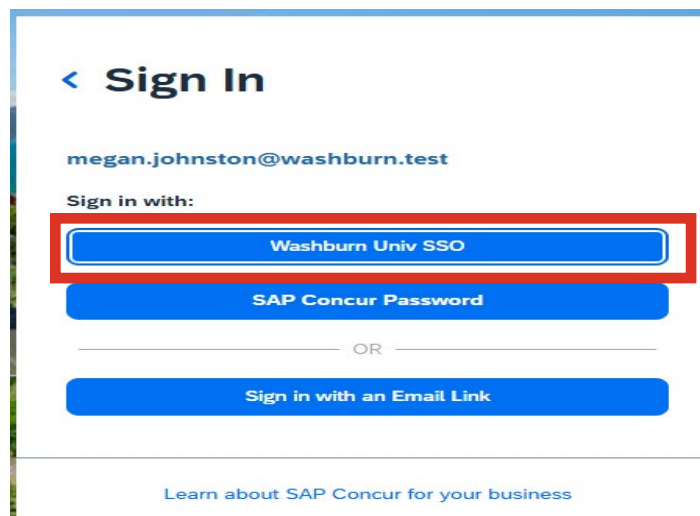 < Sign In
megan.johnston@washburn.test
Sign in with:
Washburn Univ SSO
SAP Concur Password
OR
Sign in with an Email Link
Learn about SAP Concur for your business